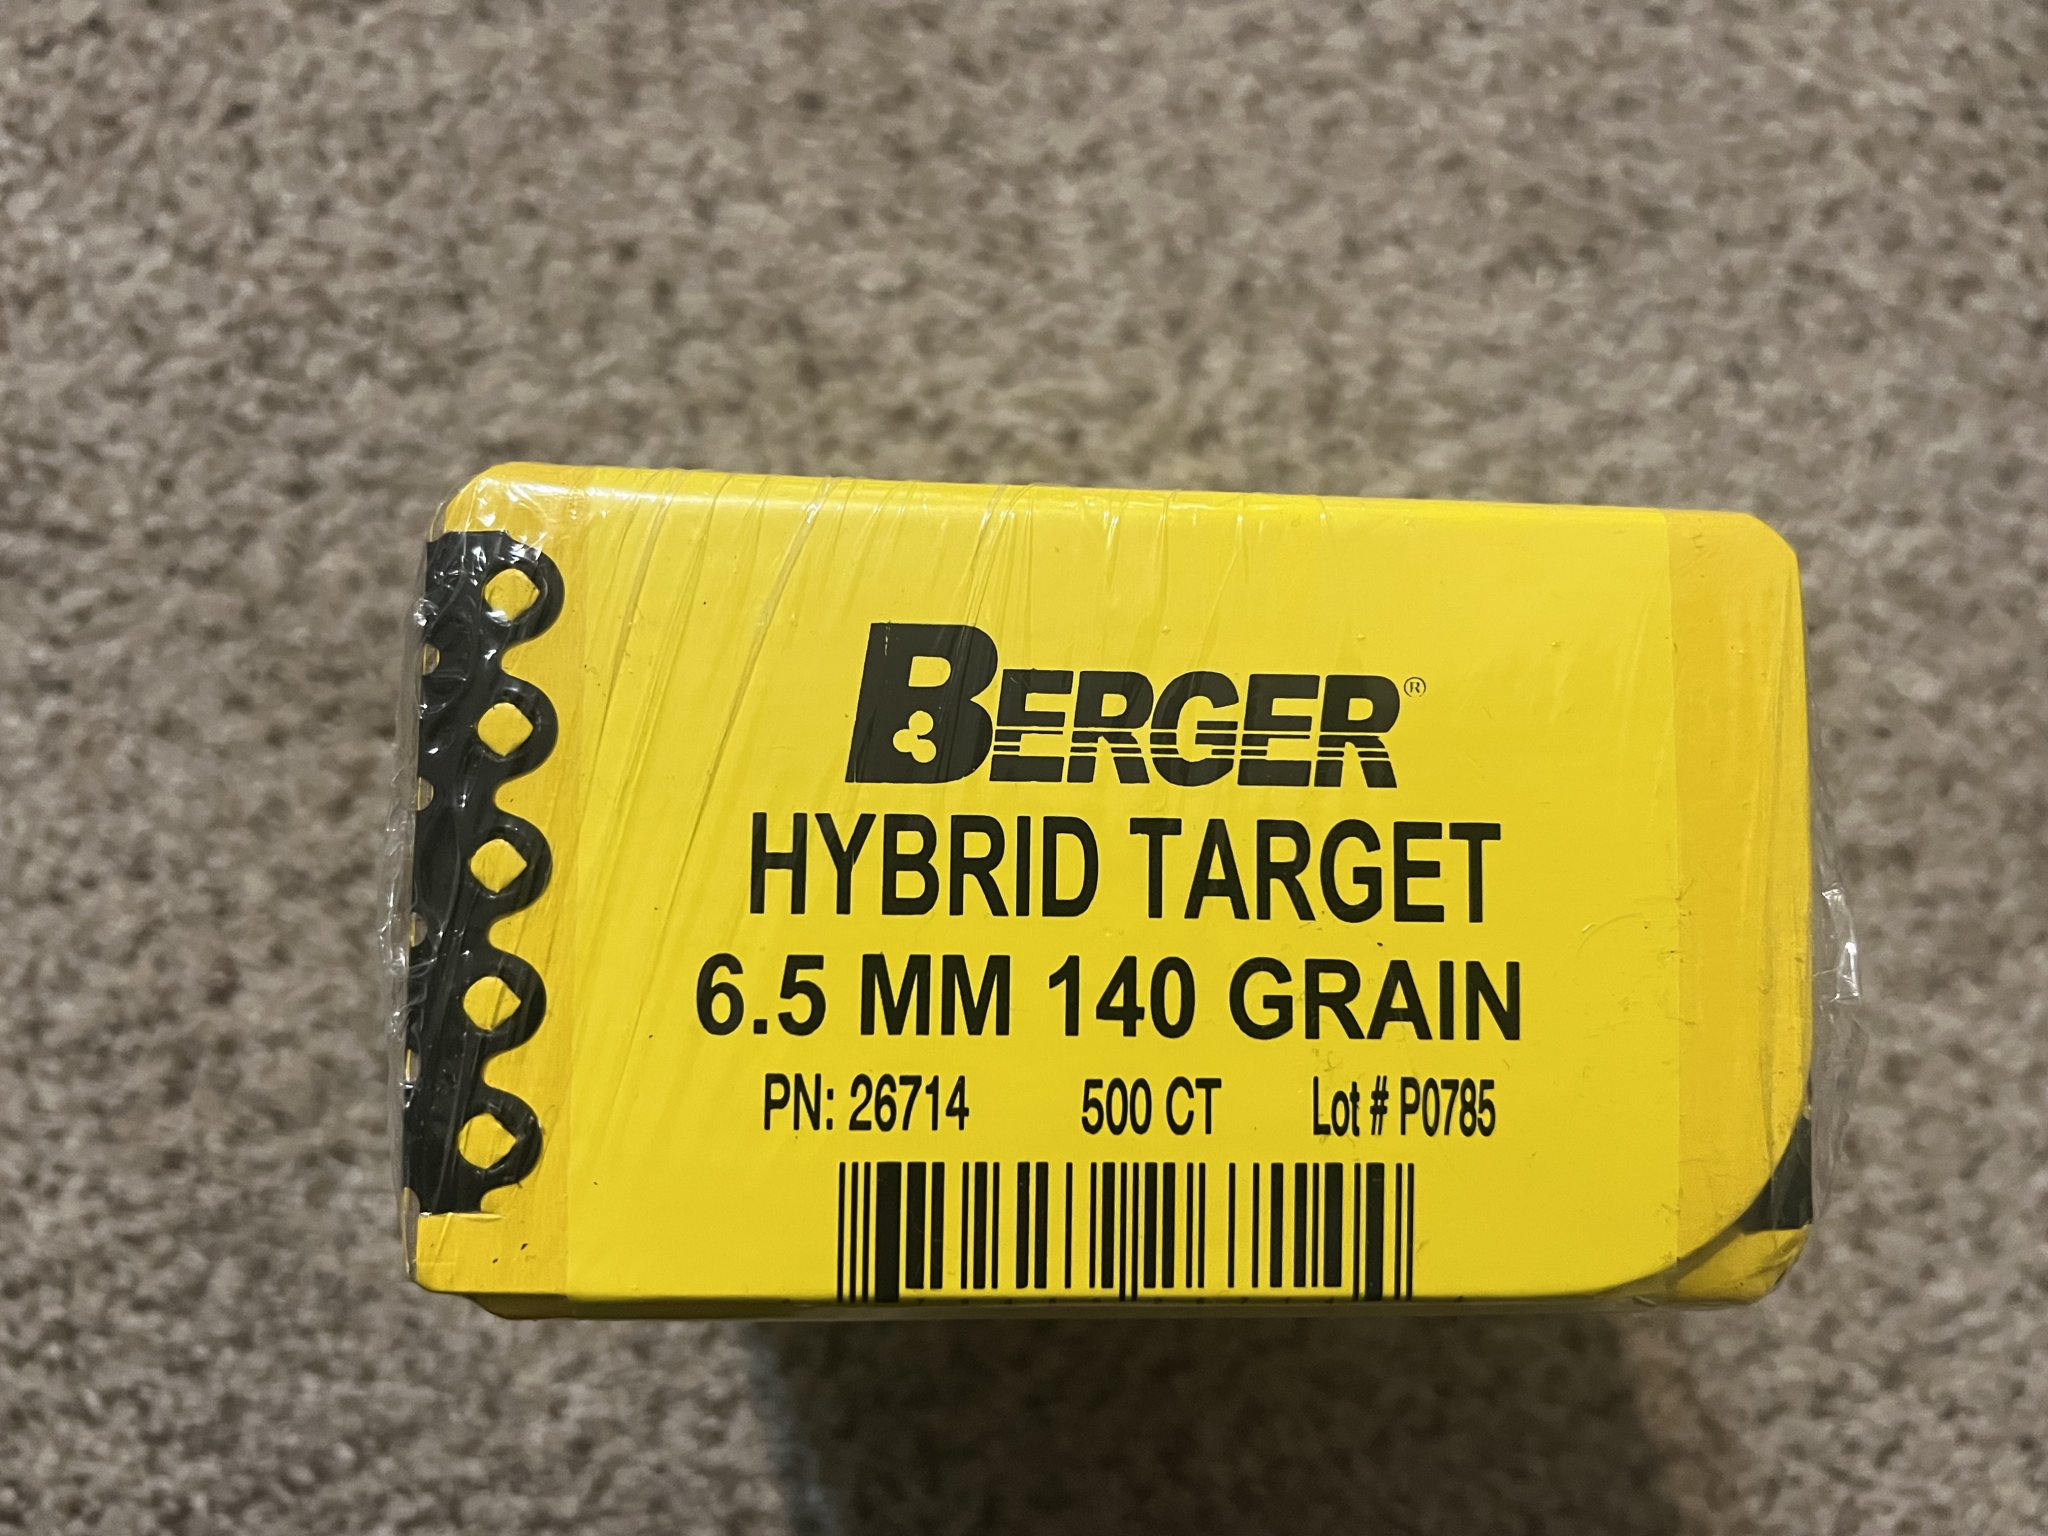 BERGER®
HYBRID TARGET
6.5 MM 140 GRAIN
PN: 26714 500 CT Lot # P0785